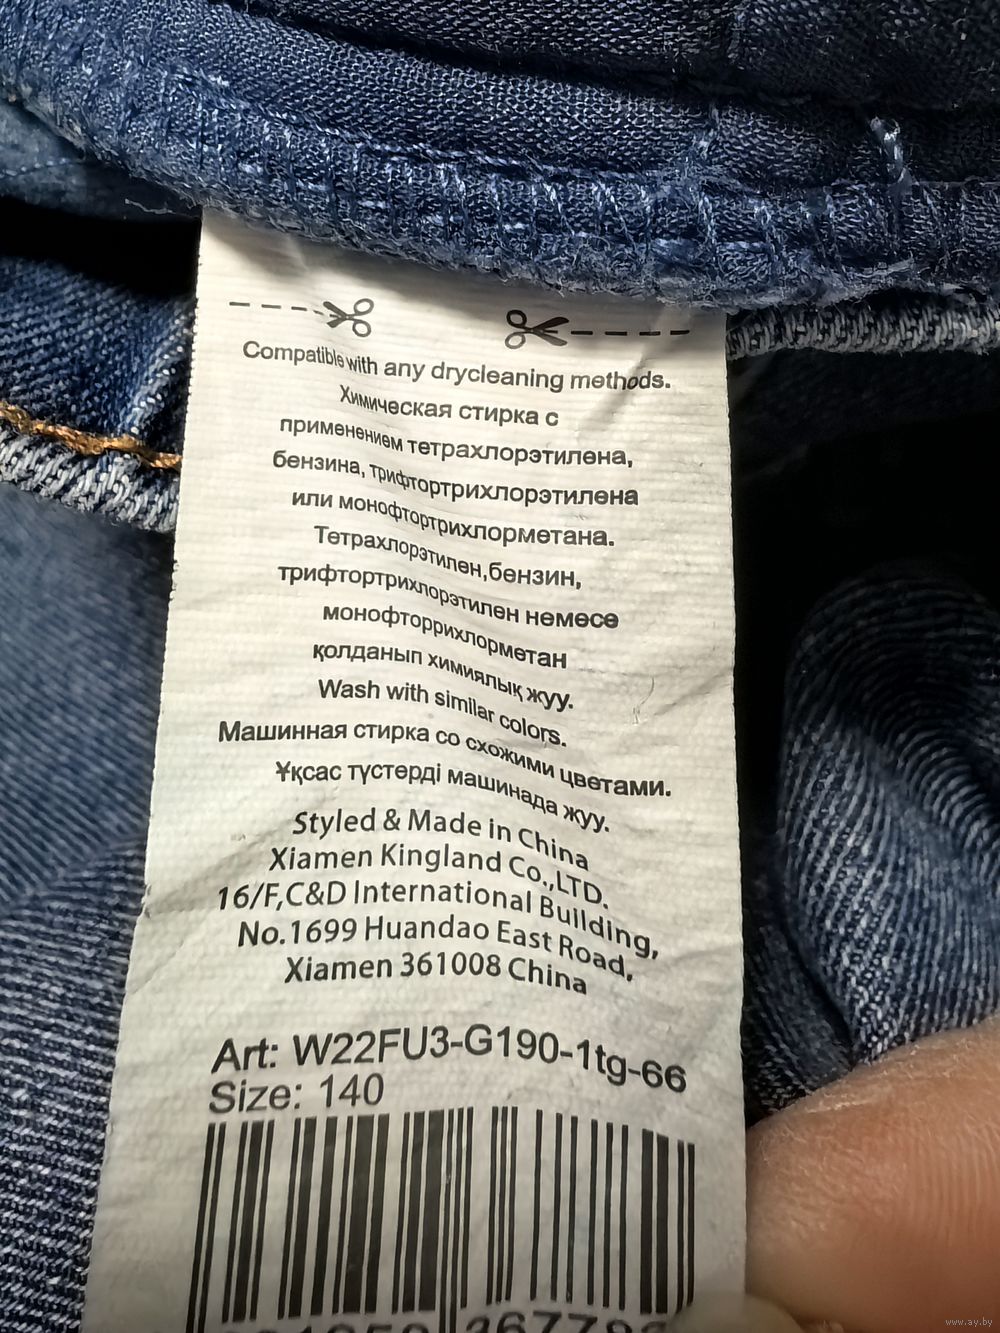 Compatible with any drycleaning methods.
Химическая стирка с
применением тетрахлорэтилена,
бензина, трифтортрихлорэтилена
или монофтортрихлорметана.
Тетрахлорэтилен,бензин,
трифтортрихлорэтилен немесе
монофторрихлорметан
қолданып химиялық жуу.
Wash with similar colors.
Машинная стирка со схожими цветами.
Ұқсас түстерді машинада жуу.
Styled & Made in China
Xiamen Kingland Co.,LTD.
16/F,C&D International Building,
No.1699 Huandao East Road,
Xiamen 361008 China
Art: W22FU3-G190-1tg-66
Size: 140
www.ay.by